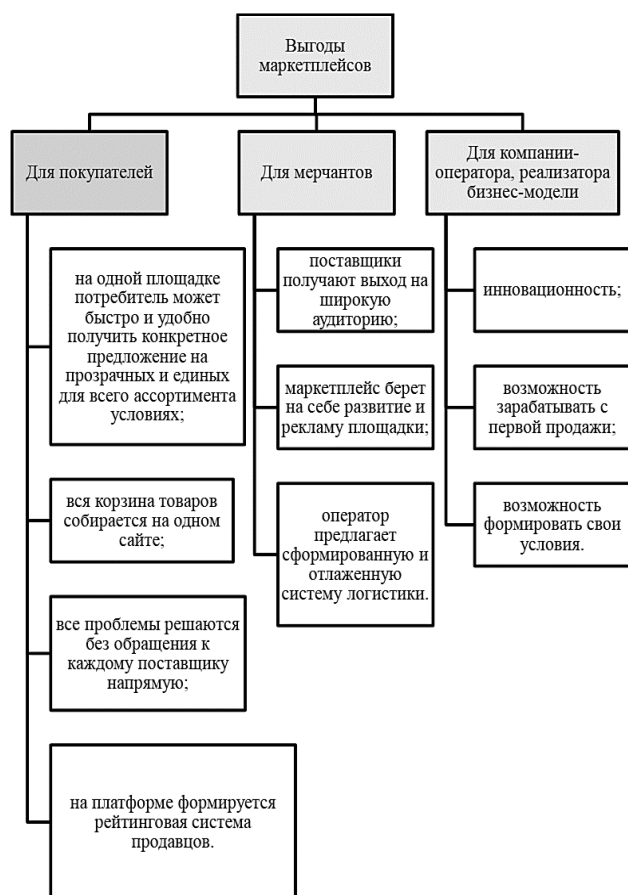 Выгоды
маркетплейсов
Для покупателей
на одной площадке
потребитель может
быстро и удобно
получить конкретное
предложение на
прозрачных и единых
для всего ассортимента
условиях;
вся корзина товаров
собирается на одном
сайте;
все проблемы решаются
без обращения к
каждому поставщику
напрямую;
на платформе формируется
рейтинговая система
продавцов.
Для мерчантов
поставщики
получают выход на
широкую
аудиторию;
маркетплейс берет
на себе развитие и
рекламу площадки;
оператор
предлагает
сформированную и
отлаженную
систему логистики.
Для компании-
оператора, реализатора
бизнес-модели
инновационность;
возможность
зарабатывать с
первой продажи;
возможность
формировать свои
условия.